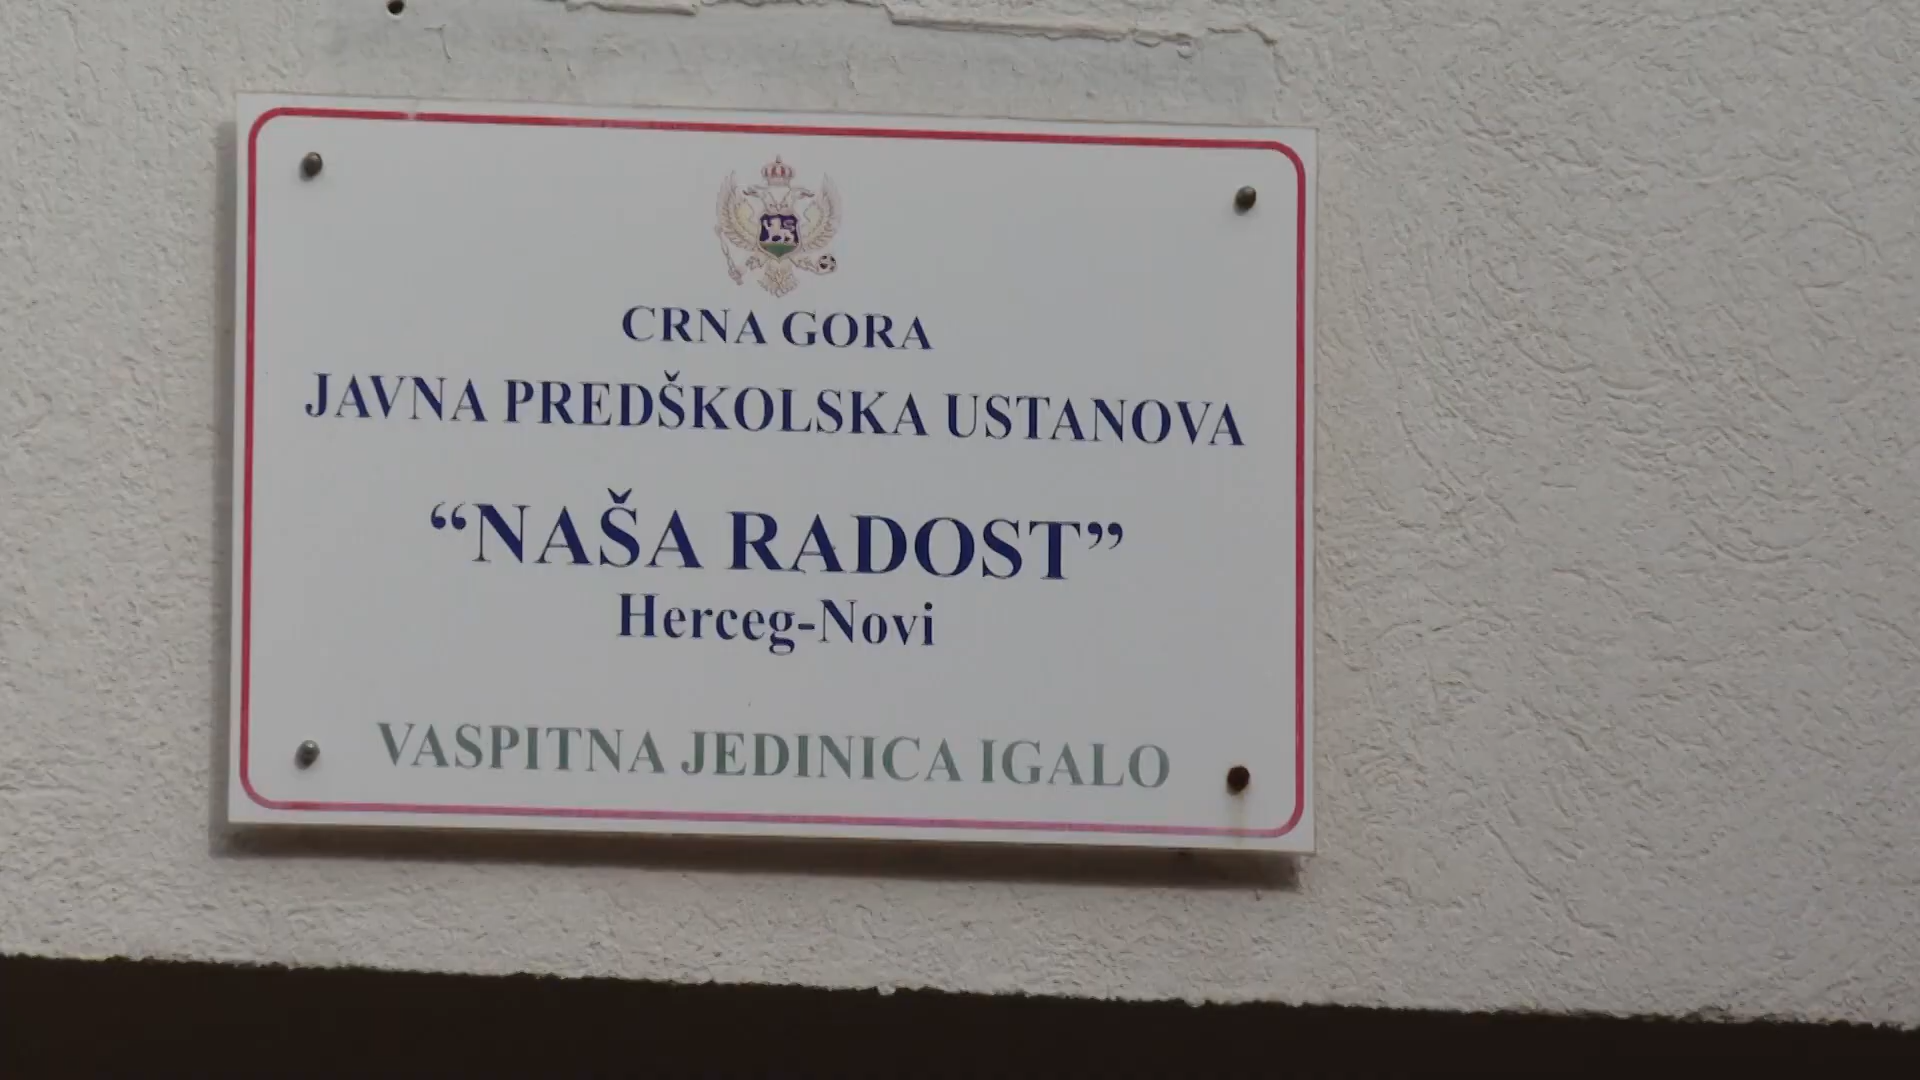 CRNA GORA
JAVNA PREDŠKOLSKA USTANOVA
“NAŠA RADOST”
Herceg-Novi
VASPITNA JEDINICA IGALO